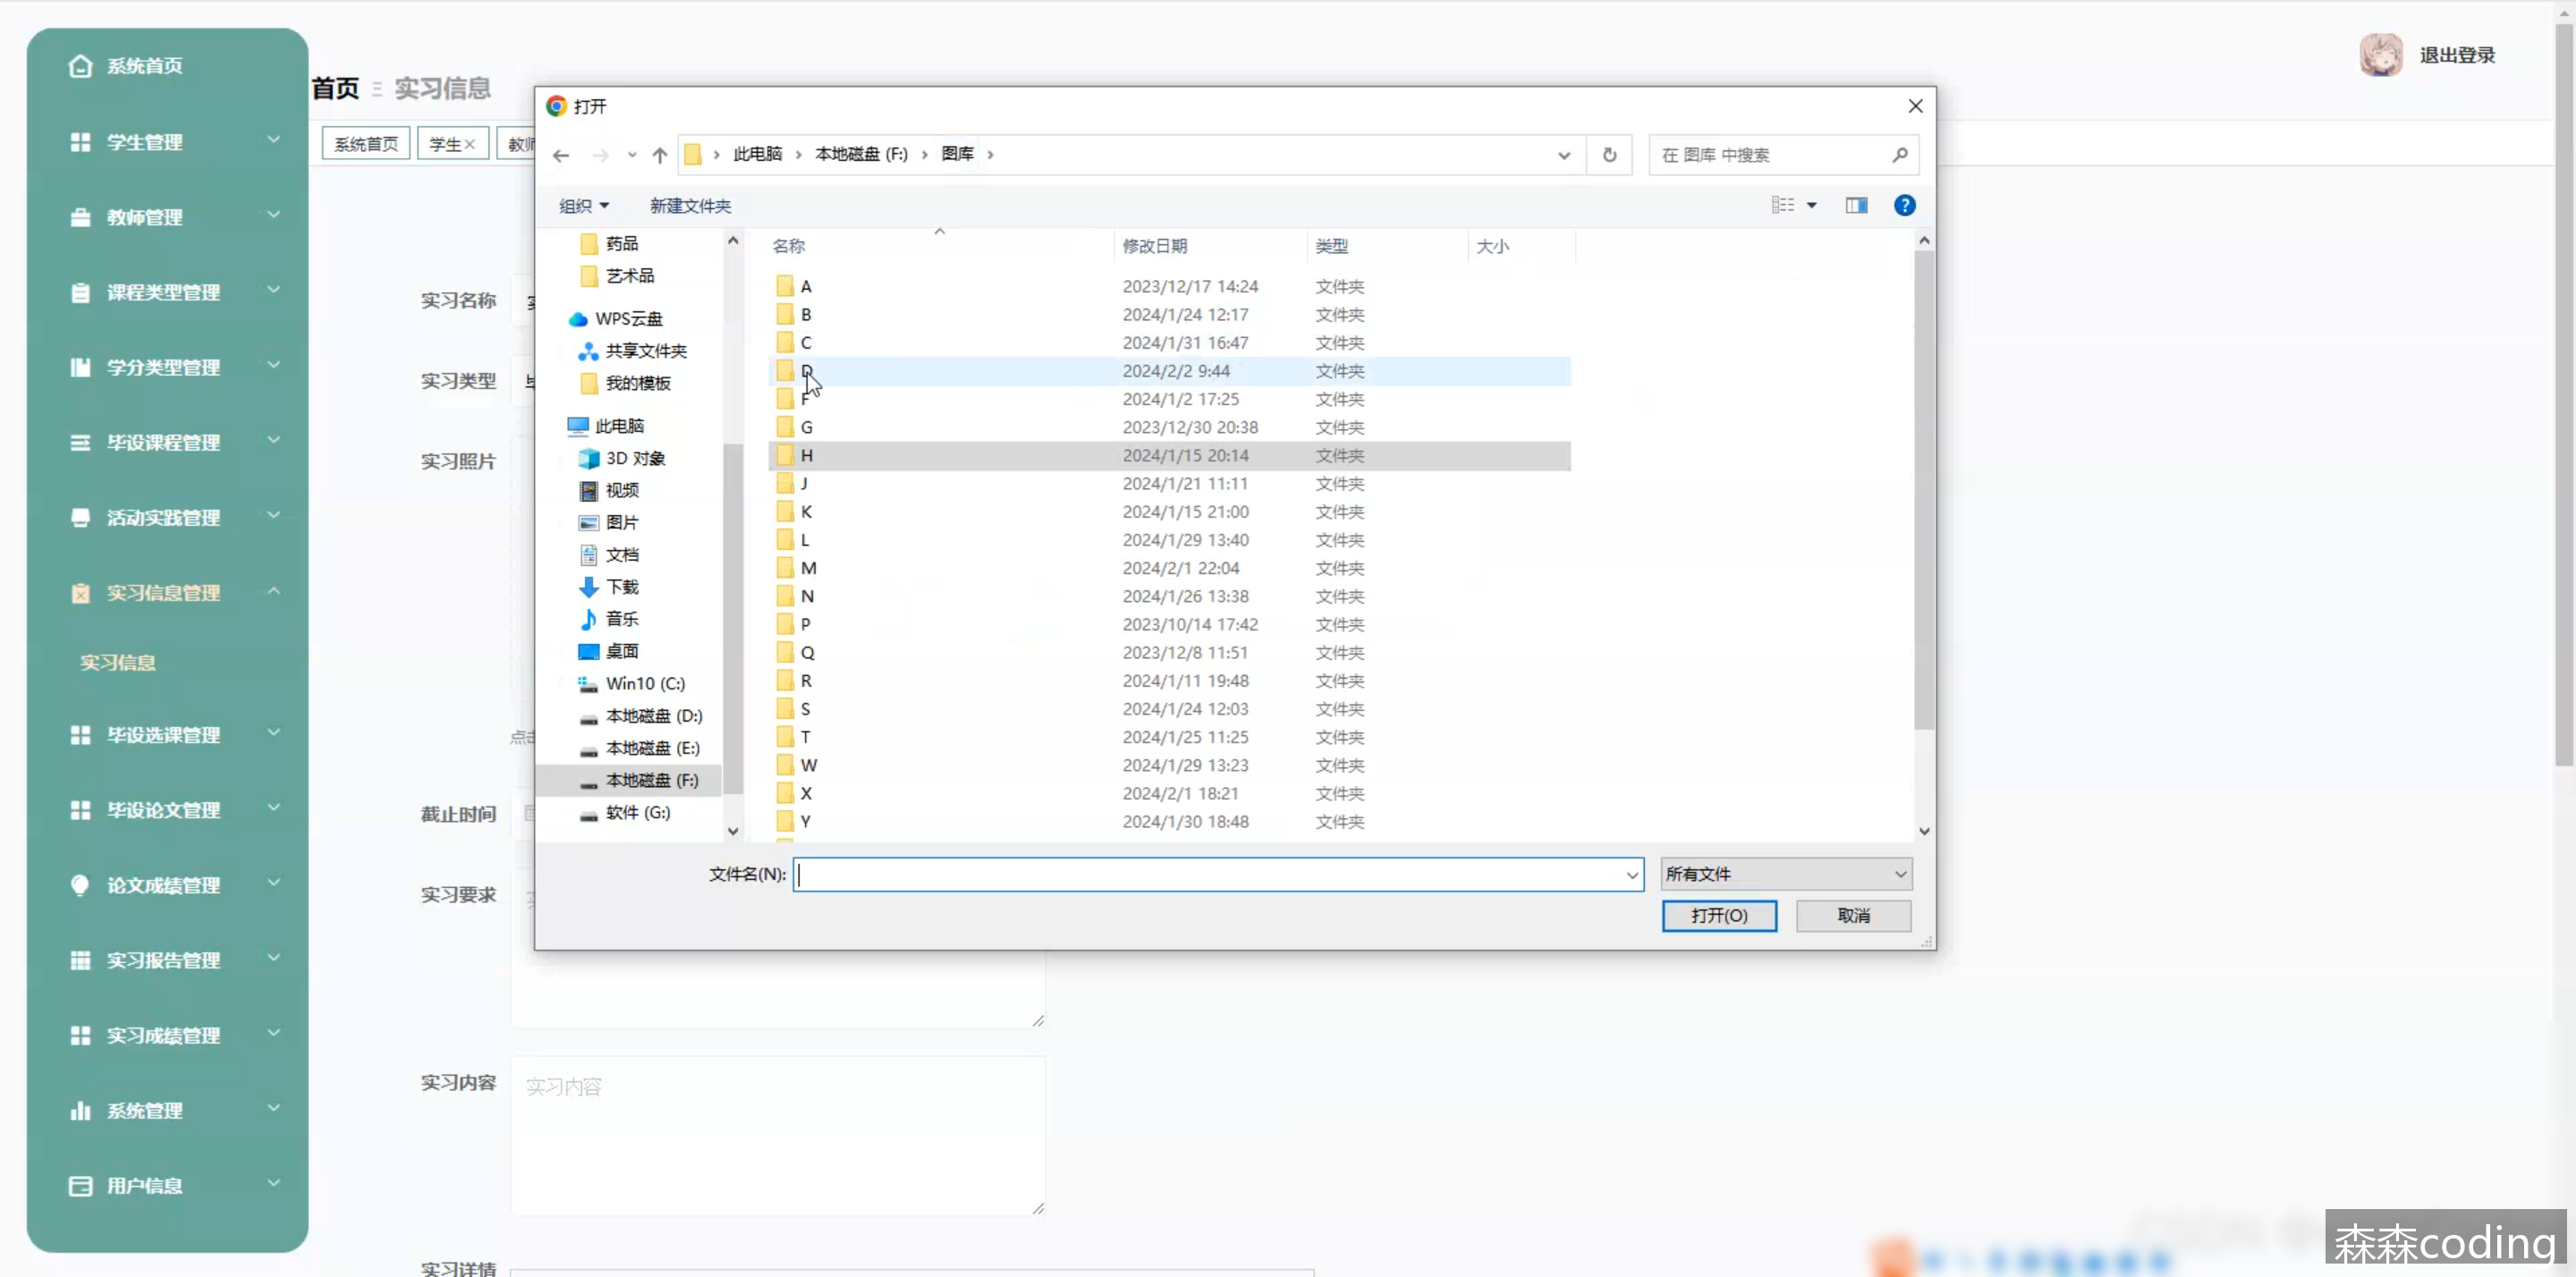 系统首页
学生管理
教师管理
课程类型管理
学分类型管理
毕设课程管理
活动实践管理
实习信息管理
实习信息
毕设选课管理
毕设论文管理
论文成绩管理
实习报告管理
实习成绩管理
系统管理
用户信息
首页 实习信息
退出登录
系统首页 学生 教师
实习名称
实习类型
实习照片
点击
截止时间
实习要求
实习内容 实习内容
实习详情
打开
此电脑 › 本地磁盘 (F:) › 图库 ›
在 图库 中搜索
组织 新建文件夹
药品
艺术品
WPS云盘
共享文件夹
我的模板
此电脑
3D 对象
视频
图片
文档
下载
音乐
桌面
Win10 (C:)
本地磁盘 (D:)
本地磁盘 (E:)
本地磁盘 (F:)
软件 (G:)
名称 修改日期 类型 大小
A 2023/12/17 14:24 文件夹
B 2024/1/24 12:17 文件夹
C 2024/1/31 16:47 文件夹
D 2024/2/2 9:44 文件夹
F 2024/1/2 17:25 文件夹
G 2023/12/30 20:38 文件夹
H 2024/1/15 20:14 文件夹
J 2024/1/21 11:11 文件夹
K 2024/1/15 21:00 文件夹
L 2024/1/29 13:40 文件夹
M 2024/2/1 22:04 文件夹
N 2024/1/26 13:38 文件夹
P 2023/10/14 17:42 文件夹
Q 2023/12/8 11:51 文件夹
R 2024/1/11 19:48 文件夹
S 2024/1/24 12:03 文件夹
T 2024/1/25 11:25 文件夹
W 2024/1/29 13:23 文件夹
X 2024/2/1 18:21 文件夹
Y 2024/1/30 18:48 文件夹
文件名(N): 所有文件
打开(O) 取消
森森coding